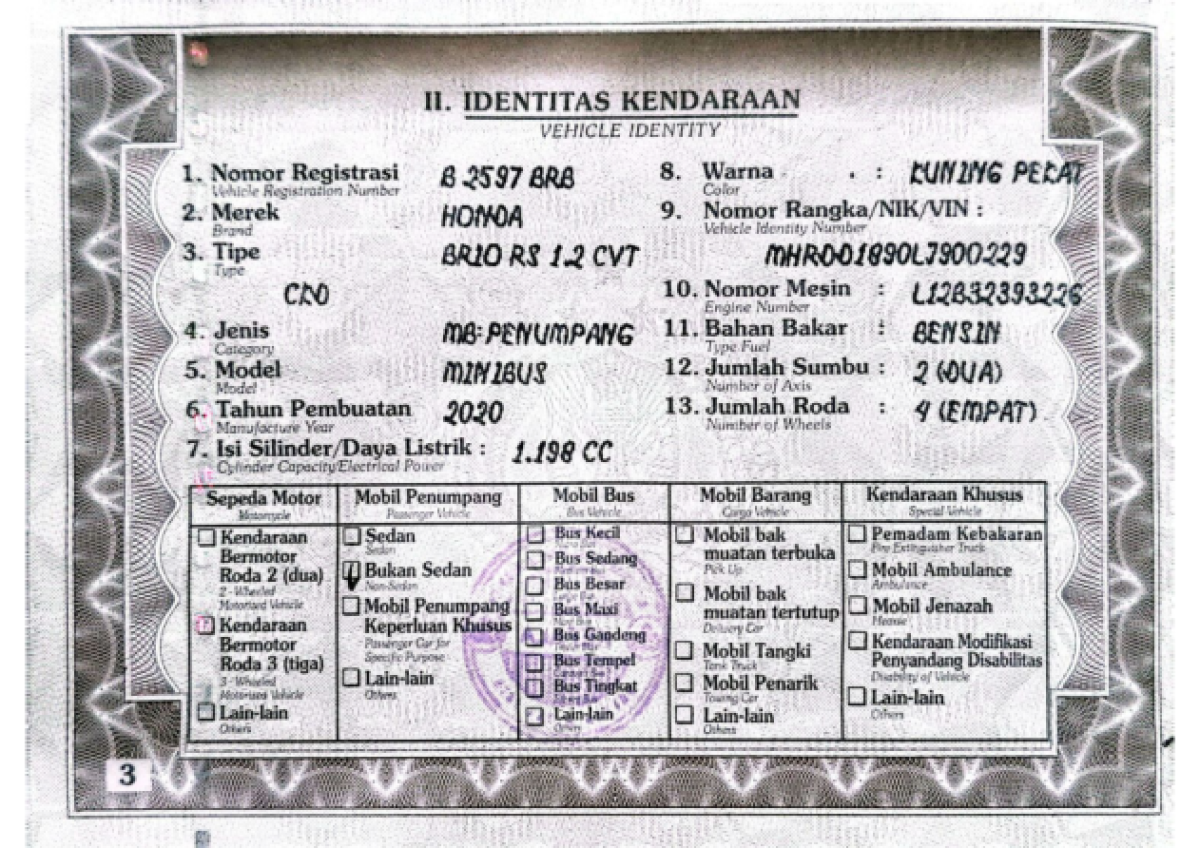 II. IDENTITAS KENDARAAN
VEHICLE IDENTITY
1. Nomor Registrasi B 2597 BRB
Vehicle Registration Number
2. Merek HONDA
Brand
3. Tipe BRIO RS 1.2 CVT
Type
CKD
4. Jenis MB. PENUMPANG
Category
5. Model MINIBUS
Model
6. Tahun Pembuatan 2020
Manufacture Year
7. Isi Silinder/Daya Listrik : 1.198 CC
Cylinder Capacity/Electrical Power
8. Warna : KUNING PEKAT
Color
9. Nomor Rangka/NIK/VIN :
Vehicle Identity Number
MHRDD1890LJ900229
10. Nomor Mesin : L12B32393226
Engine Number
11. Bahan Bakar : BENSIN
Type Fuel
12. Jumlah Sumbu : 2 (DUA)
Number of Axis
13. Jumlah Roda : 4 (EMPAT)
Number of Wheels
Sepeda Motor
Motorcycle
Kendaraan
Bermotor
Roda 2 (dua)
2 - Wheeled
Motorised Vehicle
Kendaraan
Bermotor
Roda 3 (tiga)
3 - Wheeled
Motorised Vehicle
Lain-lain
Others
Mobil Penumpang
Passenger Vehicle
Sedan
Sedan
Bukan Sedan
Non-Sedan
Mobil Penumpang
Keperluan Khusus
Passenger Car for
Specific Purpose
Lain-lain
Others
Mobil Bus
Bus Vehicle
Bus Kecil
Bus Sedang
Bus Besar
Bus Maxi
Bus Gandeng
Bus Tempel
Bus Tingkat
Lain-lain
Others
Mobil Barang
Cargo Vehicle
Mobil bak
muatan terbuka
Pick Up
Mobil bak
muatan tertutup
Delivery Car
Mobil Tangki
Tank Truck
Mobil Penarik
Towing Car
Lain-lain
Others
Kendaraan Khusus
Special Vehicle
Pemadam Kebakaran
Fire Extinguisher Truck
Mobil Ambulance
Ambulance
Mobil Jenazah
Hearse
Kendaraan Modifikasi
Penyandang Disabilitas
Disability of Vehicle
Lain-lain
Others
3